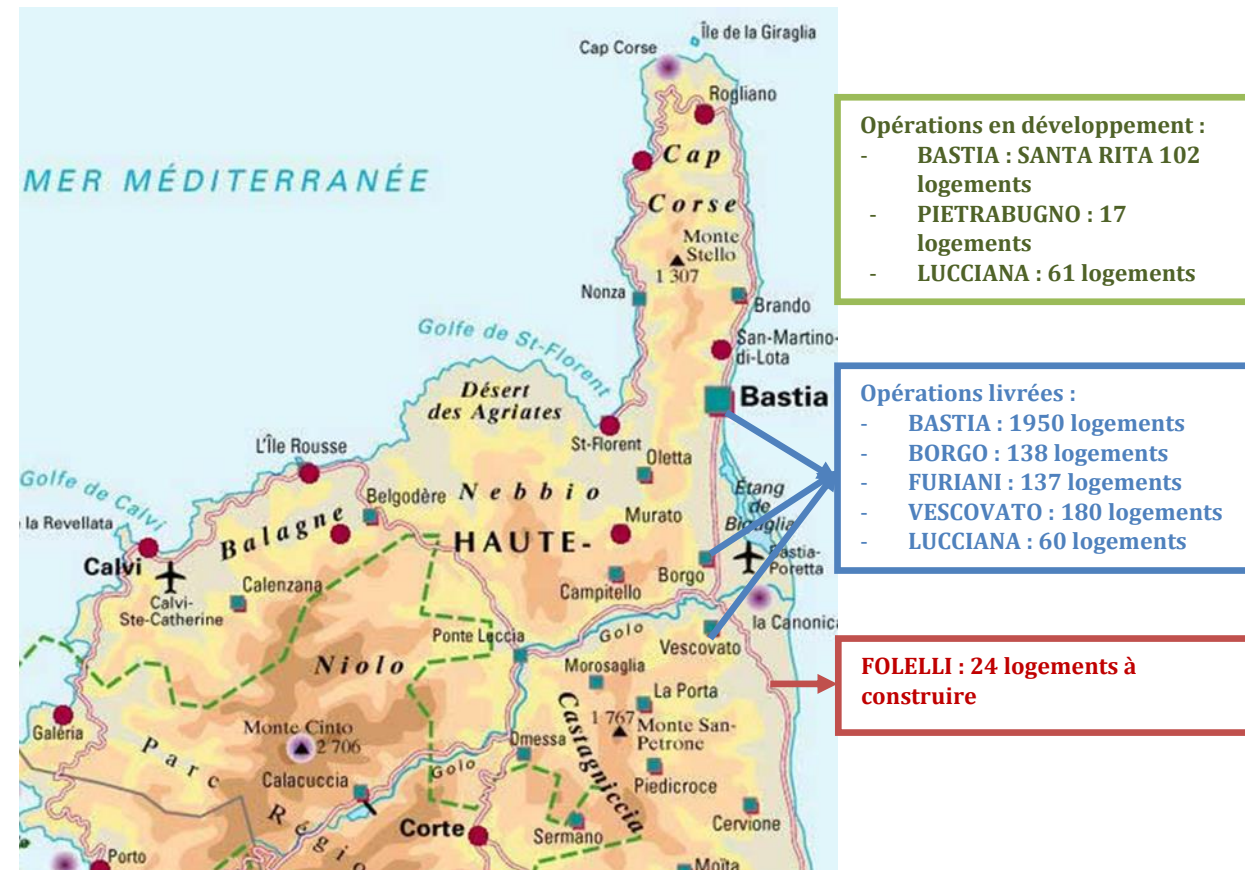 Île de la Giraglia
Cap Corse
Rogliano
MER MÉDITERRANÉE
Cap
Corse
Monte
Stello
1 307
Nonza
Brando
Golfe de St-Florent
San-Martino-
di-Lota
Désert
des Agriates
Bastia
St-Florent
L'Île Rousse
Oletta
Golfe de Calvi
Belgodère
Nebbio
Étang
de
Biguglia
la Revellata
Balagne
Murato
HAUTE-
Calvi
Bastia-
Poretta
Borgo
Calvi-
Ste-Catherine
Calenzana
Campitello
la Canonica
Ponte Leccia
Golo
Vescovato
Niolo
Morosaglia
La Porta
Galéria
Monte Cinto
2 706
1 767
Monte San-
Petrone
Castagniccia
Omessa
Parc
Calacuccia
Golo
Piedicroce
Régio
Corte
Sermano
Cervione
Porto
Moïta
Opérations en développement :
- BASTIA : SANTA RITA 102
logements
- PIETRABUGNO : 17
logements
- LUCCIANA : 61 logements
Opérations livrées :
- BASTIA : 1950 logements
- BORGO : 138 logements
- FURIANI : 137 logements
- VESCOVATO : 180 logements
- LUCCIANA : 60 logements
FOLELLI : 24 logements à
construire